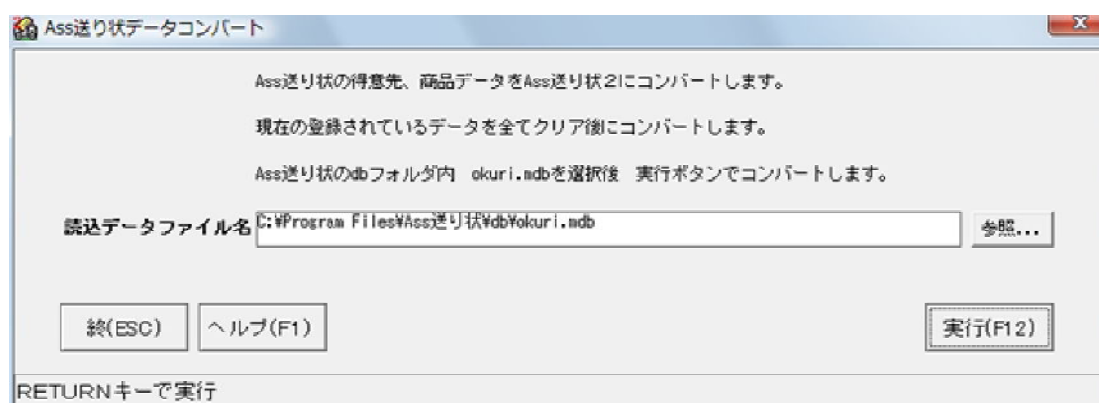 Ass送り状データコンバート
Ass送り状の得意先、商品データをAss送り状2にコンバートします。
現在の登録されているデータを全てクリア後にコンバートします。
Ass送り状のdbフォルダ内　okuri.mdbを選択後　実行ボタンでコンバートします。
読込データファイル名 C:¥Program Files¥Ass送り状¥db¥okuri.mdb 参照...
終(ESC) ヘルプ(F1) 実行(F12)
RETURNキーで実行